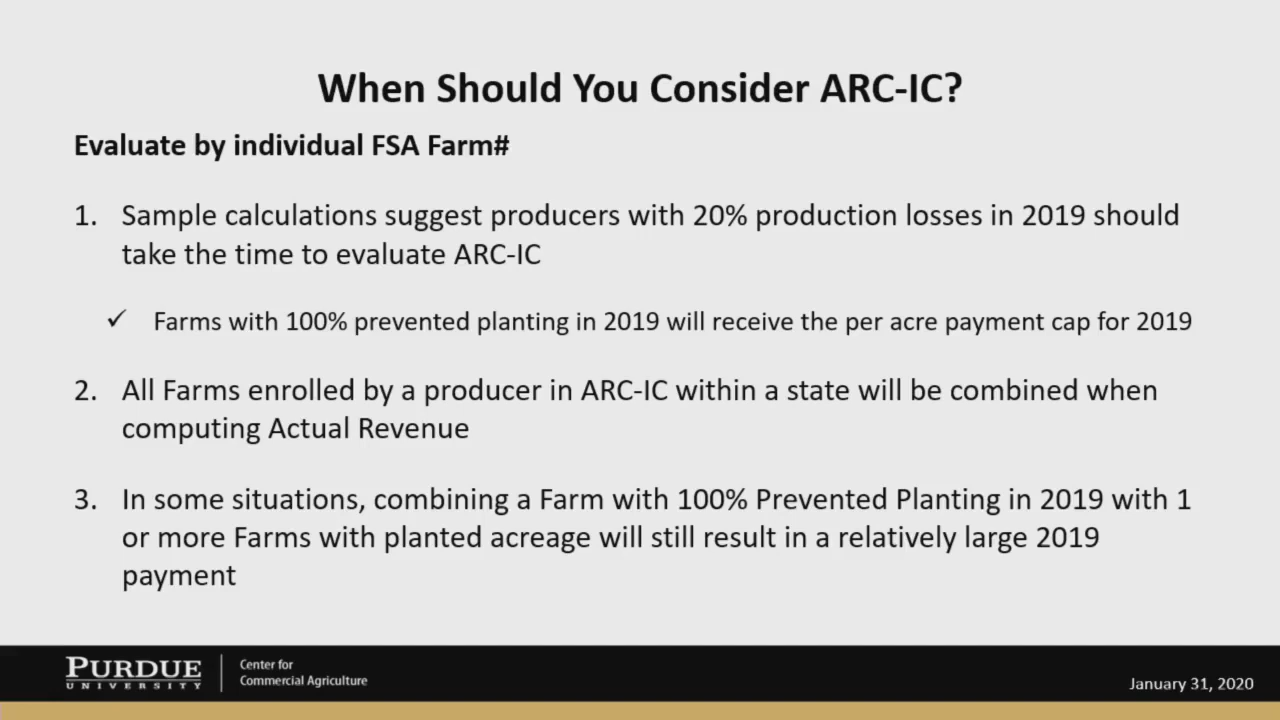 When Should You Consider ARC-IC?
Evaluate by individual FSA Farm#
1. Sample calculations suggest producers with 20% production losses in 2019 should
take the time to evaluate ARC-IC
✓ Farms with 100% prevented planting in 2019 will receive the per acre payment cap for 2019
2. All Farms enrolled by a producer in ARC-IC within a state will be combined when
computing Actual Revenue
3. In some situations, combining a Farm with 100% Prevented Planting in 2019 with 1
or more Farms with planted acreage will still result in a relatively large 2019
payment
PURDUE
UNIVERSITY
Center for
Commercial Agriculture
January 31, 2020